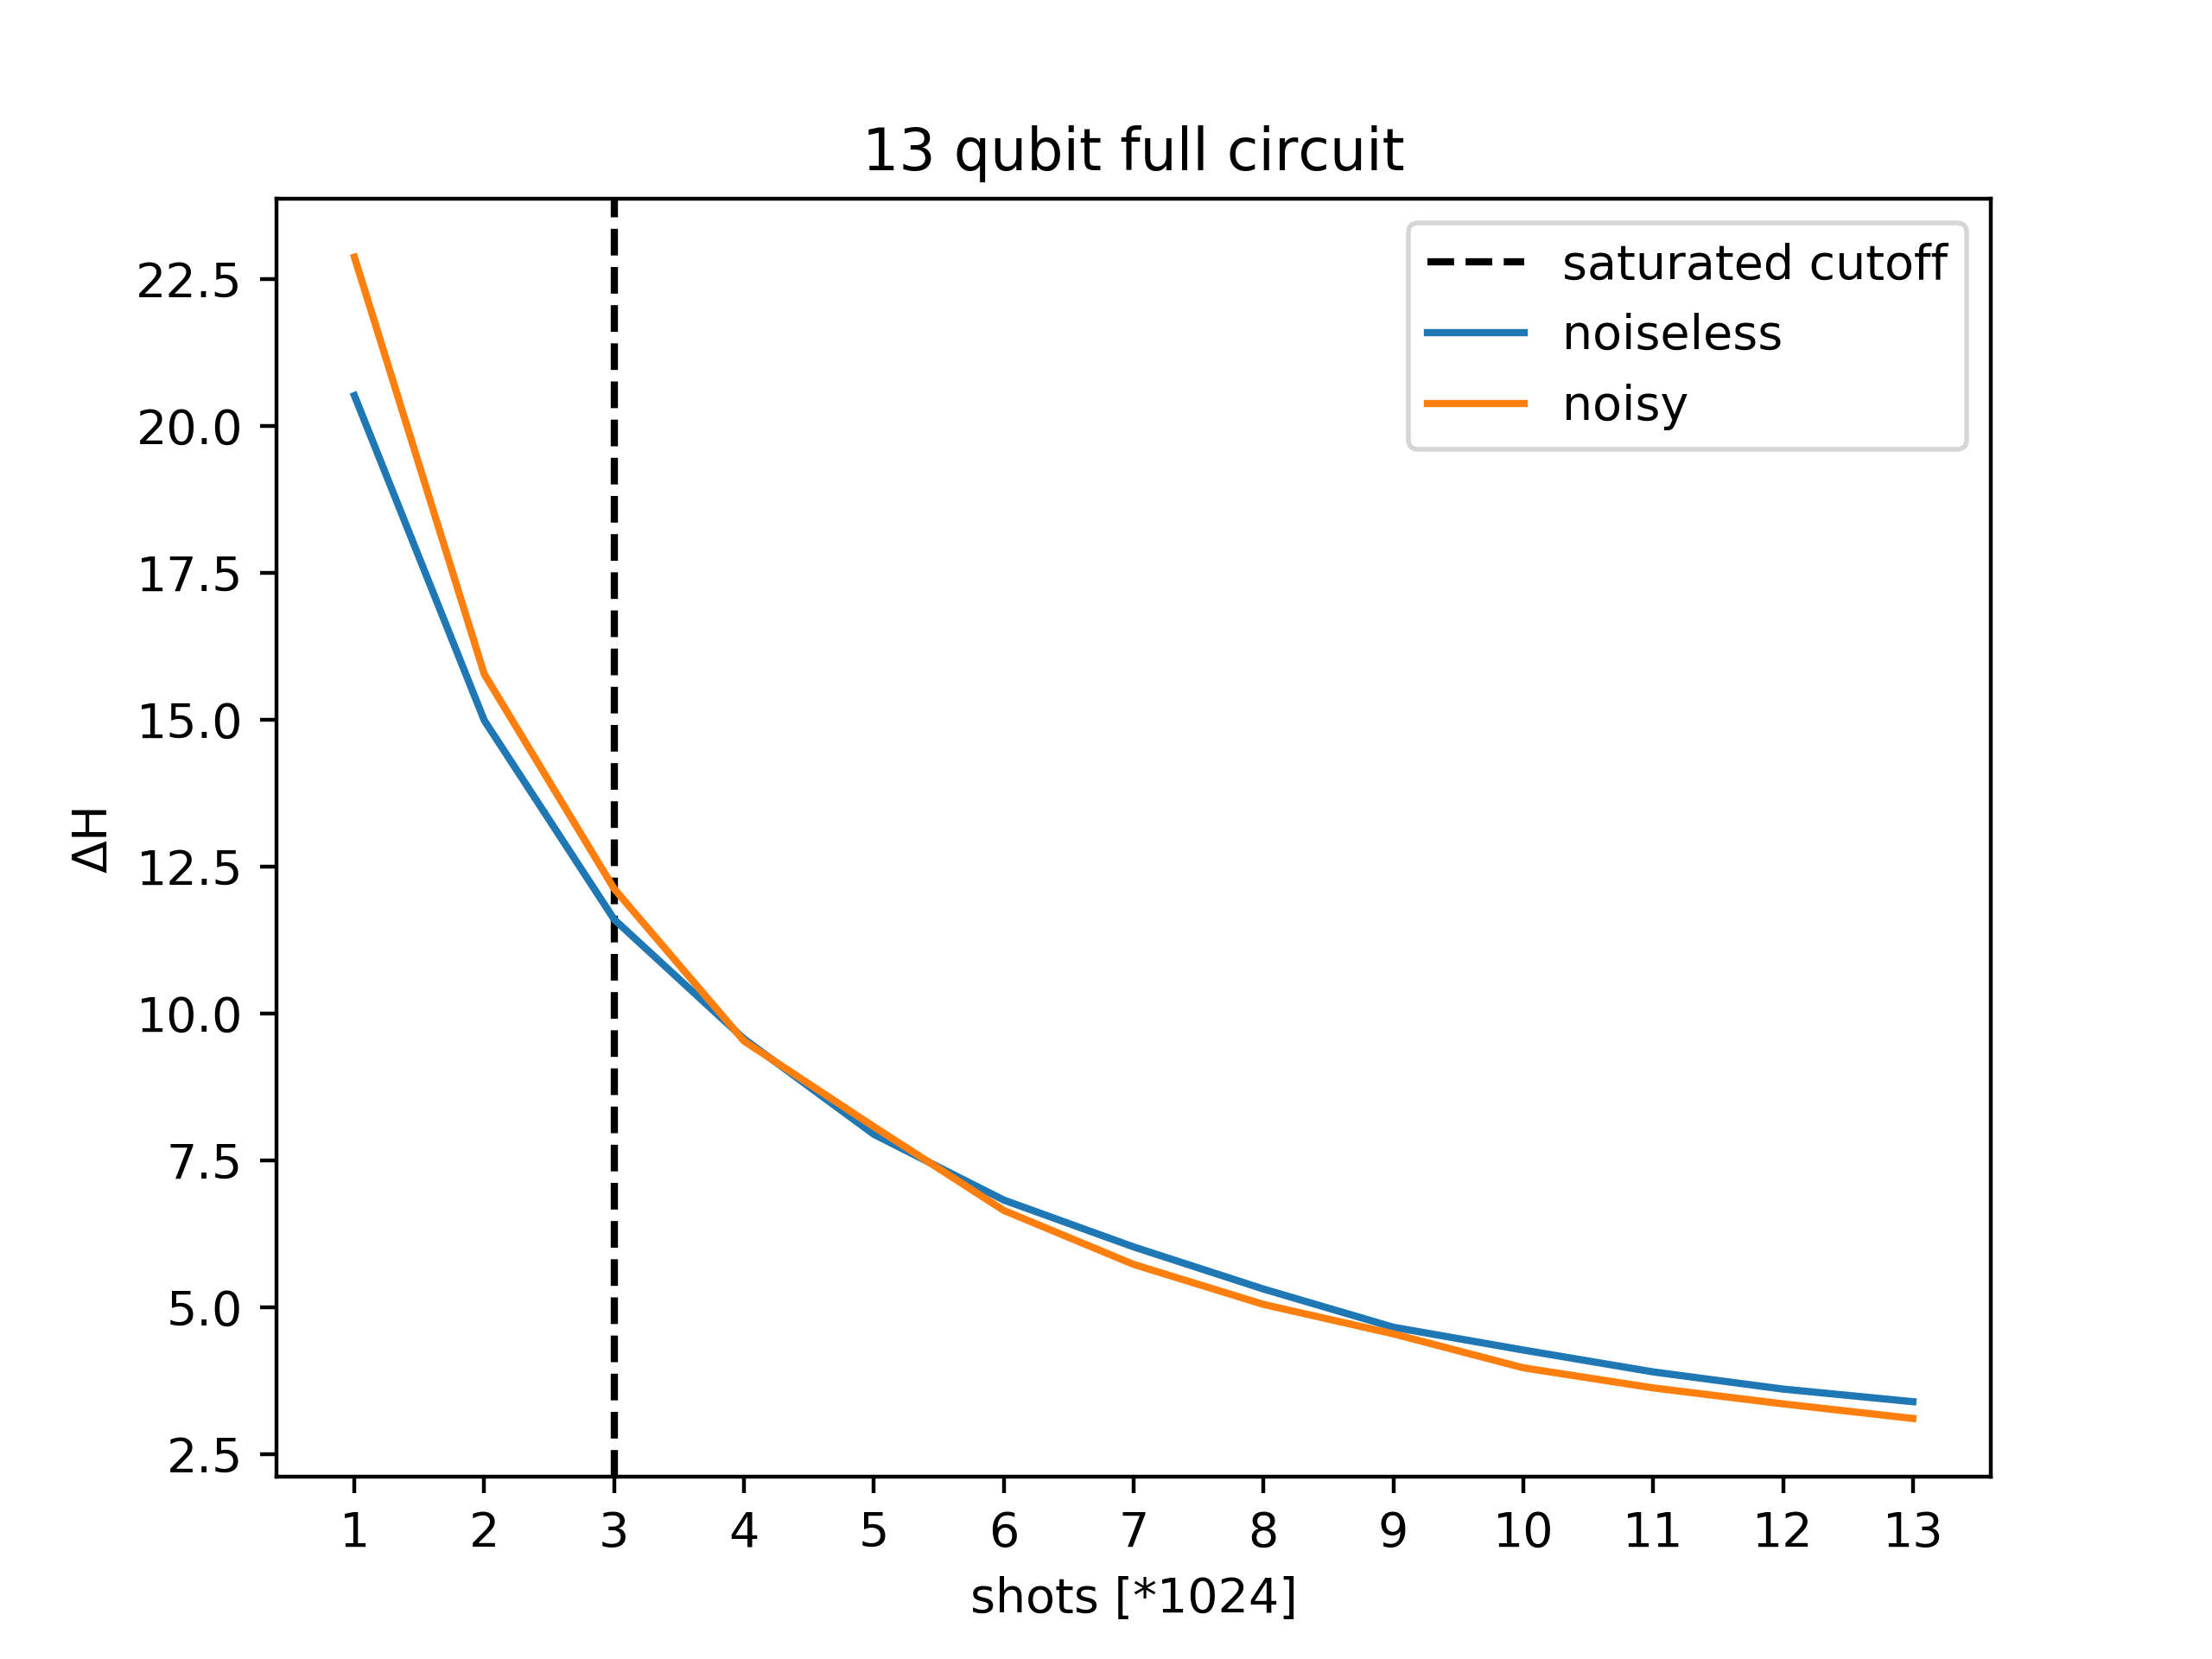 13 qubit full circuit
saturated cutoff
noiseless
noisy
22.5
20.0
17.5
15.0
12.5
10.0
7.5
5.0
2.5
ΔH
1 2 3 4 5 6 7 8 9 10 11 12 13
shots [*1024]